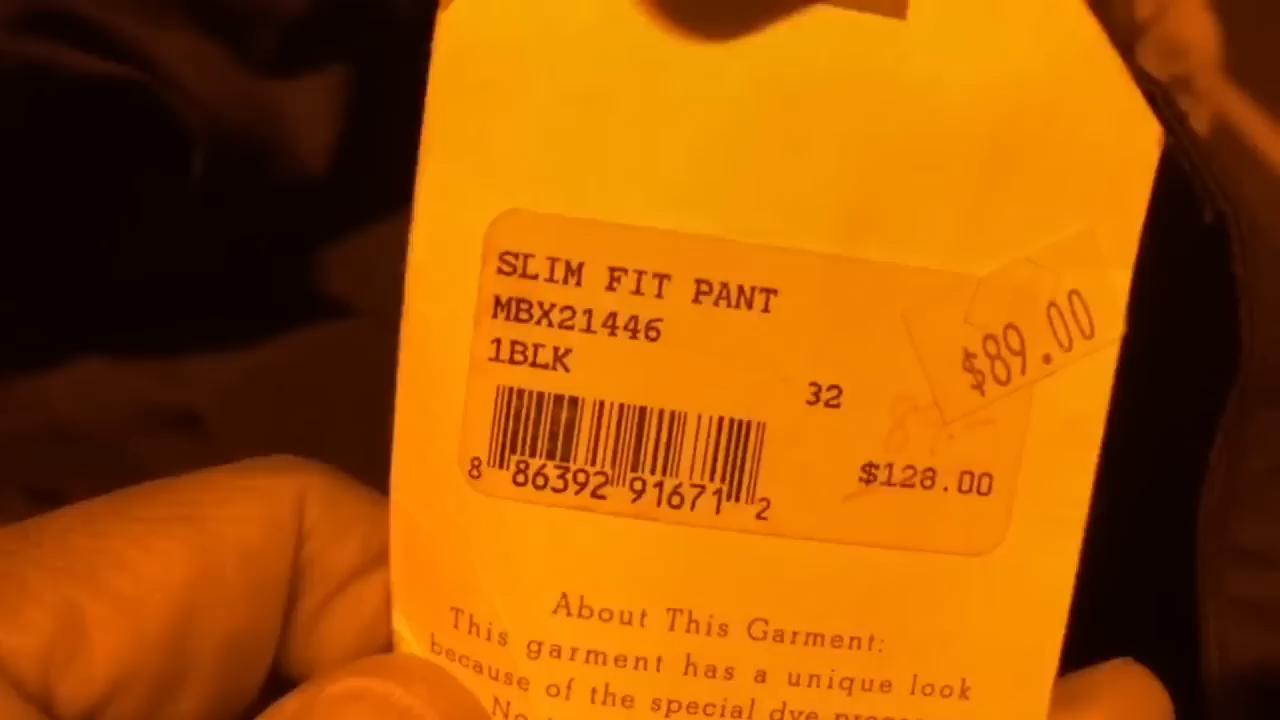 SLIM FIT PANT
MBX21446
1BLK
32
$89.00
$128.00
8 86392 91671 2
About This Garment:
This garment has a unique look
because of the special dye